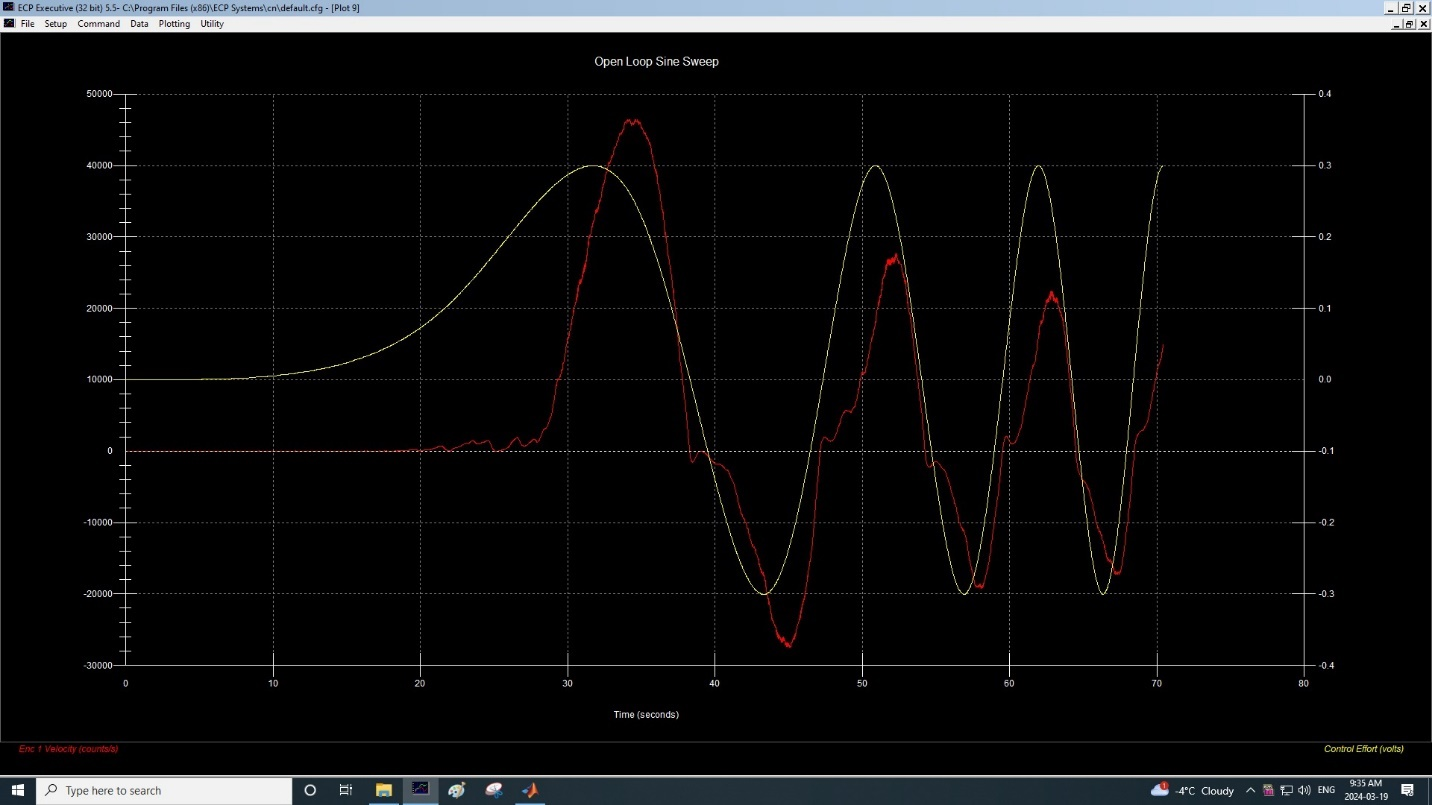 ECP Executive (32 bit) 5.5- C:\Program Files (x86)\ECP Systems\cn\default.cfg - [Plot 9]
File Setup Command Data Plotting Utility
Open Loop Sine Sweep
50000 0.4
40000 0.3
30000 0.2
20000 0.1
10000 0.0
0 -0.1
-10000 -0.2
-20000 -0.3
-30000 -0.4
0 10 20 30 40 50 60 70 80
Time (seconds)
Enc 1 Velocity (counts/s) Control Effort (volts)
Type here to search
1
-4°C Cloudy
ENG
9:35 AM
2024-03-19